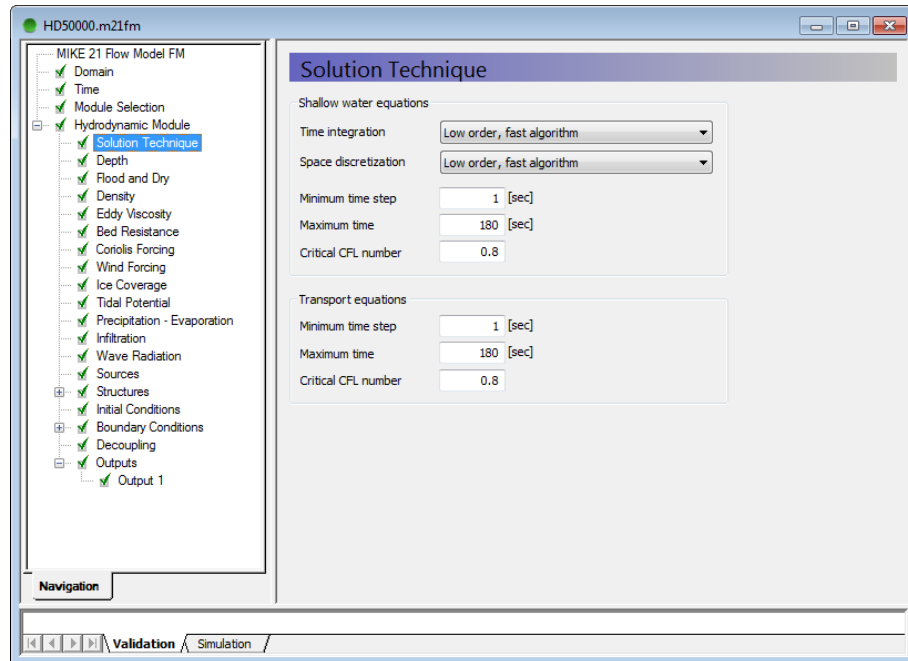 HD50000.m21fm
MIKE 21 Flow Model FM
Domain
Time
Module Selection
Hydrodynamic Module
Solution Technique
Depth
Flood and Dry
Density
Eddy Viscosity
Bed Resistance
Coriolis Forcing
Wind Forcing
Ice Coverage
Tidal Potential
Precipitation - Evaporation
Infiltration
Wave Radiation
Sources
Structures
Initial Conditions
Boundary Conditions
Decoupling
Outputs
Output 1
Navigation
Solution Technique
Shallow water equations
Time integration Low order, fast algorithm
Space discretization Low order, fast algorithm
Minimum time step 1 [sec]
Maximum time 180 [sec]
Critical CFL number 0.8
Transport equations
Minimum time step 1 [sec]
Maximum time 180 [sec]
Critical CFL number 0.8
Validation Simulation